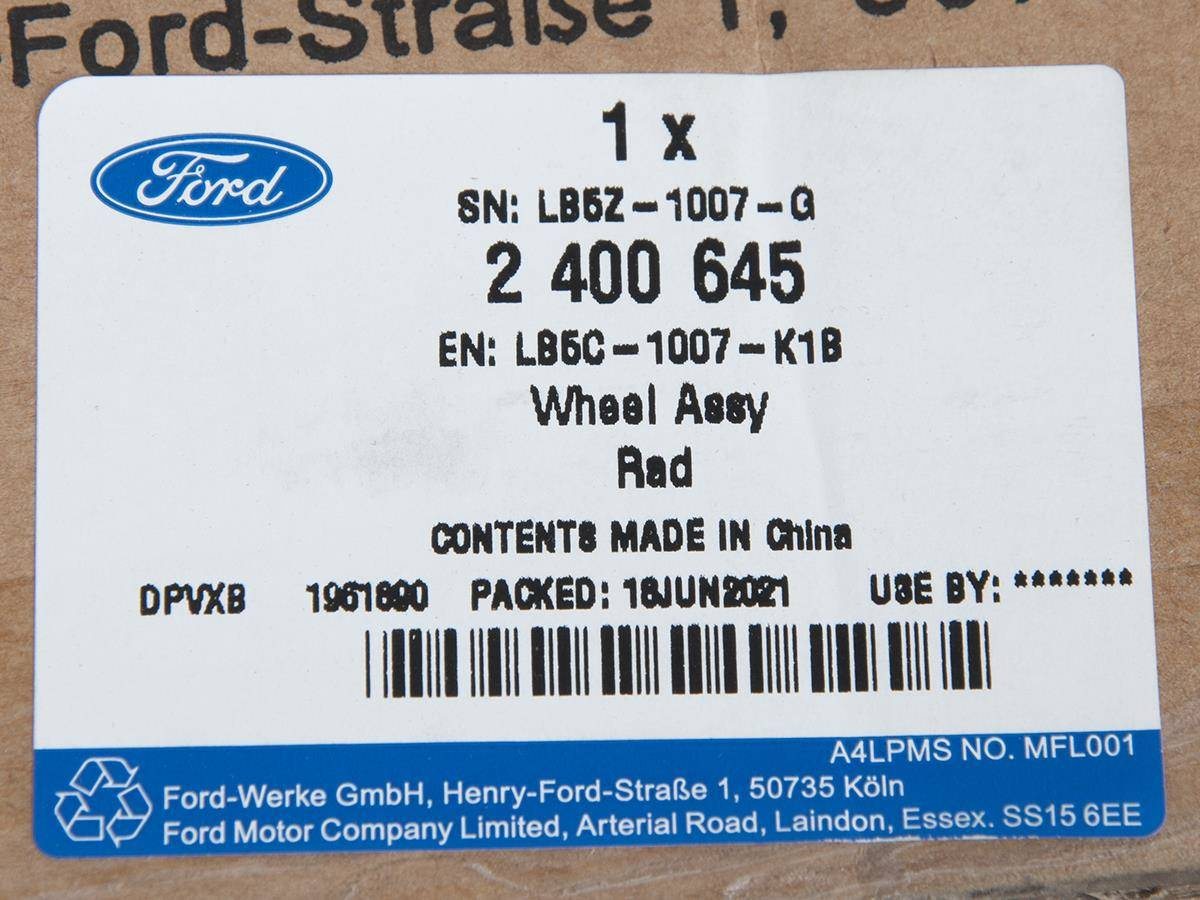 -Ford-Straße 1,
Ford
1 x
SN: LB5Z-1007-G
2 400 645
EN: LB5C-1007-K1B
Wheel Assy
Rad
CONTENTS MADE IN China
DPVXB 1961890 PACKED: 18JUN2021 USE BY: *******
A4LPMS NO. MFL001
Ford-Werke GmbH, Henry-Ford-Straße 1, 50735 Köln
Ford Motor Company Limited, Arterial Road, Laindon, Essex. SS15 6EE